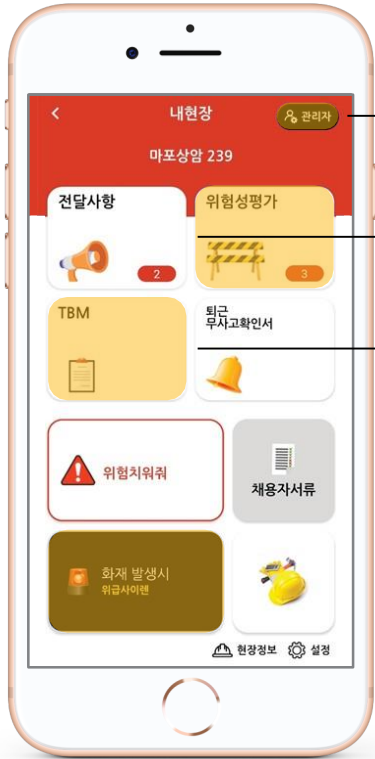 내현장
관리자
마포상암 239
전달사항
2
위험성평가
3
TBM
퇴근
무사고확인서
위험치워줘
채용자서류
화재 발생시
위급사이렌
현장정보
설정